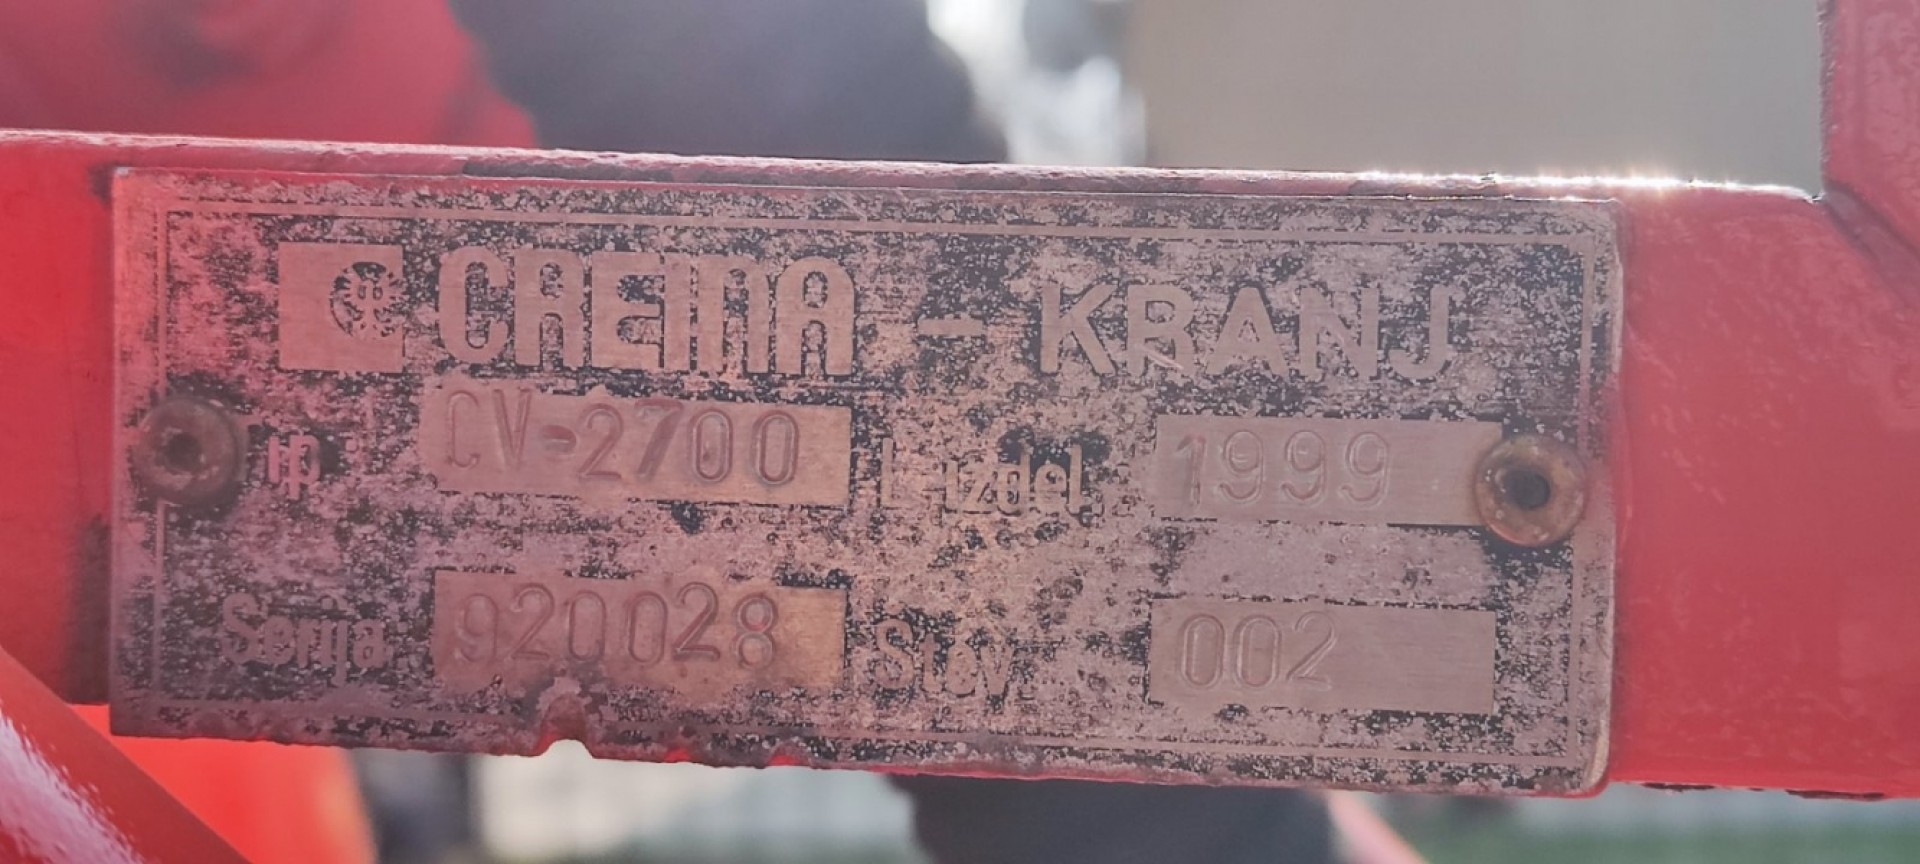 CREINA - KRANJ
Tip: CV-2700 L. izdel. 1999
Serija 920028 Štev. 002